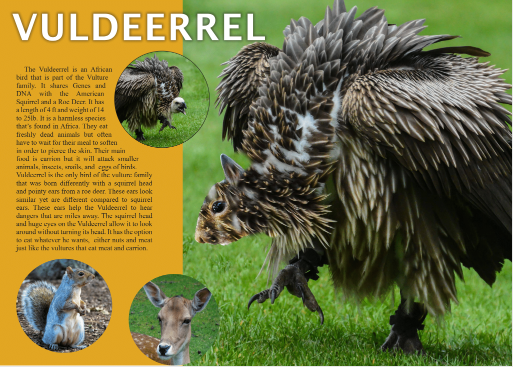 VULDEERREL
The Vuldeerrel is an African
bird that is part of the Vulture
family. It shares Genes and
DNA with the American
Squirrel and a Roe Deer. It has
a length of 4 ft and weight of 14
to 25lb. It is a harmless species
that's found in Africa. They eat
freshly dead animals but often
have to wait for their meal to soften
in order to pierce the skin. Their main
food is carrion but it will attack smaller
animals, insects, snails, and eggs of birds.
Vuldeerrel is the only bird of the vulture family
that was born differently with a squirrel head
and pointy ears from a roe deer. These ears look
similar yet are different compared to squirrel
ears. These ears help the Vuldeerrel to hear
dangers that are miles away. The squirrel head
and huge eyes on the Vuldeerrel allow it to look
around without turning its head. It has the option
to eat whatever he wants, either nuts and meat
just like the vultures that eat meat and carrion.